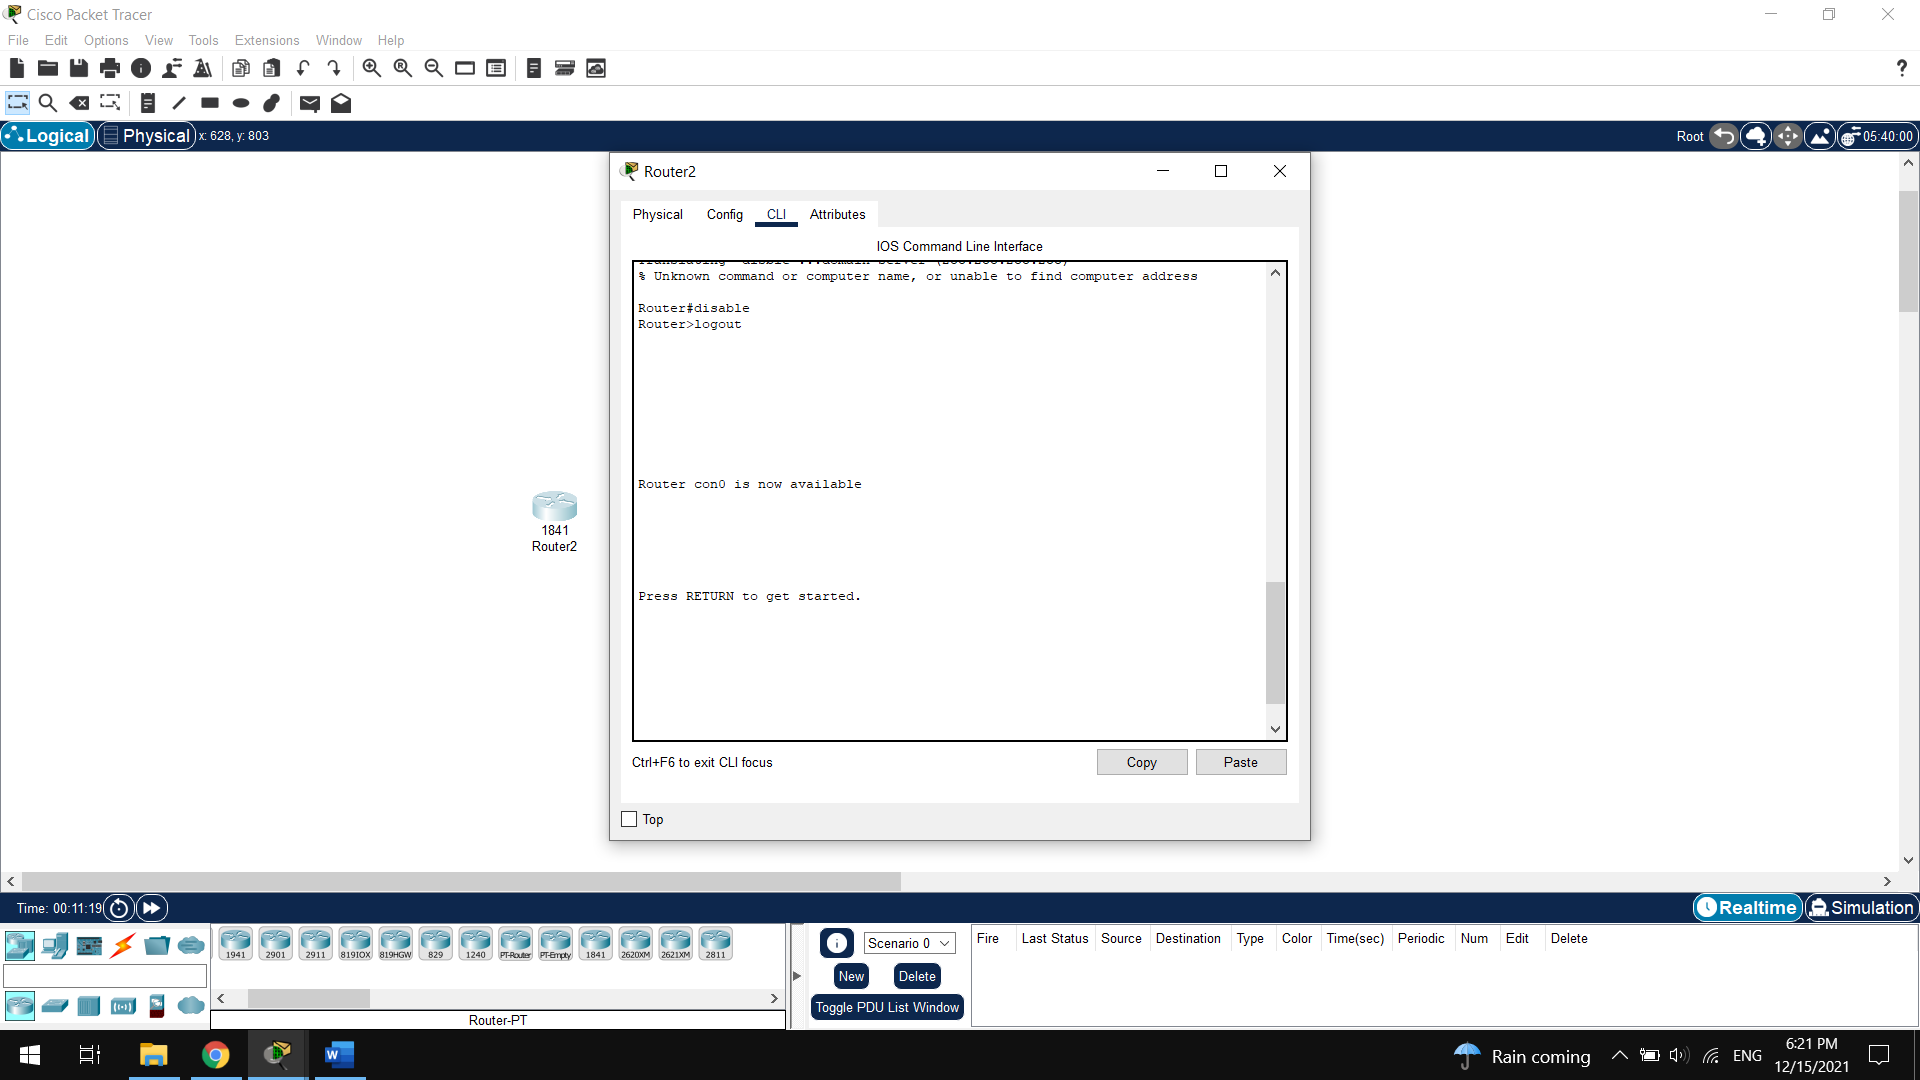 Cisco Packet Tracer
File Edit Options View Tools Extensions Window Help
?
Logical Physical x: 628, y: 803
Root 05:40:00
Router2
Physical Config CLI Attributes
IOS Command Line Interface
% Unknown command or computer name, or unable to find computer address
Router#disable
Router>logout
Router con0 is now available
Press RETURN to get started.
Ctrl+F6 to exit CLI focus
Copy Paste
Top
1841
Router2
Time: 00:11:19
Realtime Simulation
1941 2901 2911 819IOX 819HGW 829 1240 PT-Router PT-Empty 1841 2620XM 2621XM 2811
Router-PT
Scenario 0
New Delete
Toggle PDU List Window
Fire Last Status Source Destination Type Color Time(sec) Periodic Num Edit Delete
Rain coming
ENG
6:21 PM
12/15/2021